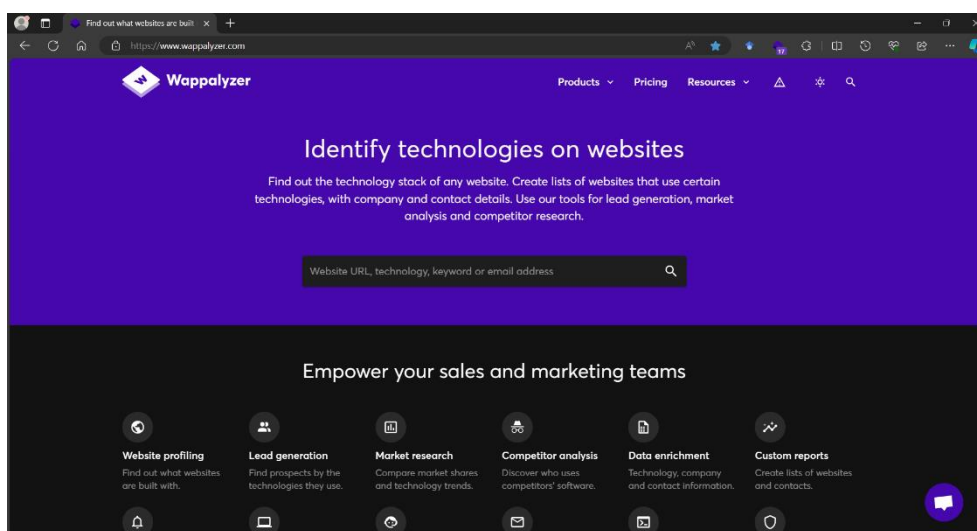 Find out what websites are built
https://www.wappalyzer.com
17
Wappalyzer
Products
Pricing
Resources
Identify technologies on websites
Find out the technology stack of any website. Create lists of websites that use certain
technologies, with company and contact details. Use our tools for lead generation, market
analysis and competitor research.
Website URL, technology, keyword or email address
Empower your sales and marketing teams
Website profiling
Find out what websites
are built with.
Lead generation
Find prospects by the
technologies they use.
Market research
Compare market shares
and technology trends.
Competitor analysis
Discover who uses
competitors' software.
Data enrichment
Technology, company
and contact information.
Custom reports
Create lists of websites
and contacts.